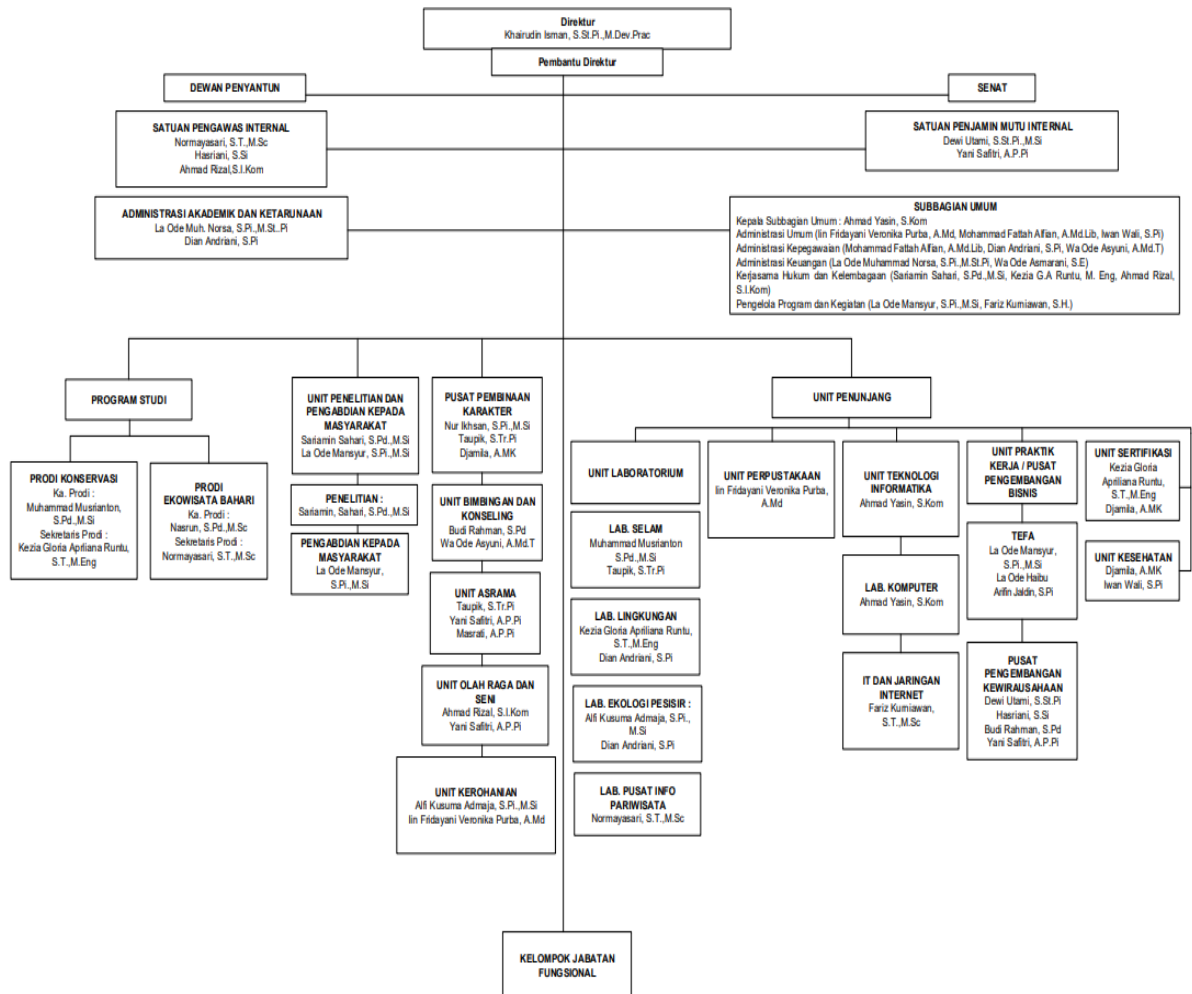 Direktur
Khairudin Isman, S.St.Pi.,M.Dev.Prac
Pembantu Direktur
DEWAN PENYANTUN
SENAT
SATUAN PENGAWAS INTERNAL
Normayasari, S.T.,M.Sc
Hasriani, S.Si
Ahmad Rizal,S.I.Kom
SATUAN PENJAMIN MUTU INTERNAL
Dewi Utami, S.St.Pi.,M.Si
Yani Safitri, A.P.Pi
ADMINISTRASI AKADEMIK DAN KETARUNAAN
La Ode Muh. Norsa, S.Pi.,M.St..Pi
Dian Andriani, S.Pi
SUBBAGIAN UMUM
Kepala Subbagian Umum : Ahmad Yasin, S.Kom
Administrasi Umum (Iin Fridayani Veronika Purba, A.Md, Mohammad Fattah Alfian, A.Md.Lib, Iwan Wali, S.Pi)
Administrasi Kepegawaian (Mohammad Fattah Alfian, A.Md.Lib, Dian Andriani, S.Pi, Wa Ode Asyuni, A.Md.T)
Administrasi Keuangan (La Ode Muhammad Norsa, S.Pi.,M.St.Pi, Wa Ode Asmarani, S.E)
Kerjasama Hukum dan Kelembagaan (Sariamin Sahari, S.Pd.,M.Si, Kezia G.A Runtu, M. Eng, Ahmad Rizal,
S.I.Kom)
Pengelola Program dan Kegiatan (La Ode Mansyur, S.Pi.,M.Si, Fariz Kurniawan, S.H.)
PROGRAM STUDI
PRODI KONSERVASI
Ka. Prodi :
Muhammad Musrianton,
S.Pd.,M.Si
Sekretaris Prodi :
Kezia Gloria Apriliana Runtu,
S.T.,M.Eng
PRODI
EKOWISATA BAHARI
Ka. Prodi :
Nasrun, S.Pd.,M.Sc
Sekretaris Prodi :
Normayasari, S.T.,M.Sc
UNIT PENELITIAN DAN
PENGABDIAN KEPADA
MASYARAKAT
Sariamin Sahari, S.Pd.,M.Si
La Ode Mansyur, S.Pi.,M.Si
PENELITIAN :
Sariamin, Sahari, S.Pd.,M.Si
PENGABDIAN KEPADA
MASYARAKAT
La Ode Mansyur,
S.Pi.,M.Si
PUSAT PEMBINAAN
KARAKTER
Nur Ikhsan, S.Pi.,M.Si
Taupik, S.Tr.Pi
Djamila, A.MK
UNIT BIMBINGAN DAN
KONSELING
Budi Rahman, S.Pd
Wa Ode Asyuni, A.Md.T
UNIT ASRAMA
Taupik, S.Tr.Pi
Yani Safitri, A.P.Pi
Masrati, A.P.Pi
UNIT OLAH RAGA DAN
SENI
Ahmad Rizal, S.I.Kom
Yani Safitri, A.P.Pi
UNIT KEROHANIAN
Alfi Kusuma Admaja, S.Pi.,M.Si
Iin Fridayani Veronika Purba, A.Md
UNIT PENUNJANG
UNIT LABORATORIUM
LAB. SELAM
Muhammad Musrianton
S.Pd.,M.Si
Taupik, S.Tr.Pi
LAB. LINGKUNGAN
Kezia Gloria Apriliana Runtu,
S.T.,M.Eng
Dian Andriani, S.Pi
LAB. EKOLOGI PESISIR :
Alfi Kusuma Admaja, S.Pi.,
M.Si
Dian Andriani, S.Pi
LAB. PUSAT INFO
PARIWISATA
Normayasari, S.T.,M.Sc
UNIT PERPUSTAKAAN
Iin Fridayani Veronika Purba,
A.Md
UNIT TEKNOLOGI
INFORMATIKA
Ahmad Yasin, S.Kom
LAB. KOMPUTER
Ahmad Yasin, S.Kom
IT DAN JARINGAN
INTERNET
Fariz Kurniawan,
S.T.,M.Sc
UNIT PRAKTIK
KERJA / PUSAT
PENGEMBANGAN
BISNIS
TEFA
La Ode Mansyur,
S.Pi.,M.Si
La Ode Haibu
Arifin Jaldin, S.Pi
PUSAT
PENGEMBANGAN
KEWIRAUSAHAAN
Dewi Utami, S.St.Pi
Hasriani, S.Si
Budi Rahman, S.Pd
Yani Safitri, A.P.Pi
UNIT SERTIFIKASI
Kezia Gloria
Apriliana Runtu,
S.T.,M.Eng
Djamila, A.MK
UNIT KESEHATAN
Djamila, A.MK
Iwan Wali, S.Pi
KELOMPOK JABATAN
FUNGSIONAL